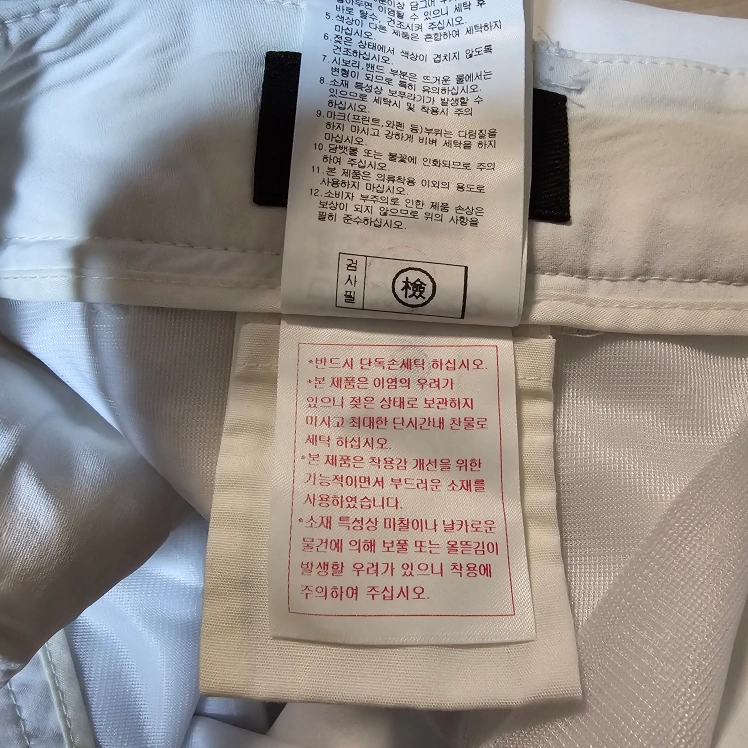 바로 탈수, 건조시켜 주십시오.
5. 색상이 다른 제품은 혼합하여 세탁하지
마십시오.
6. 젖은 상태에서 색상이 겹치지 않도록
건조하십시오.
7. 시보리, 밴드 부분은 뜨거운 물에서는
변형이 되므로 특히 유의하십시오.
8. 소재 특성상 보푸라기가 발생할 수
있으므로 세탁시 및 착용시 주의
하십시오.
9. 마크(프린트,와펜 등)부위는 다림질을
하지 마시고 강하게 비벼 세탁을 하지
마십시오.
10. 담뱃불 또는 불꽃에 인화되므로 주의
하여 주십시오.
11. 본 제품은 의류착용 이외의 용도로
사용하지 마십시오.
12. 소비자 부주의로 인한 제품 손상은
보상이 되지 않으므로 위의 사항을
필히 준수하십시오.
검사필 檢
*반드시 단독손세탁 하십시오.
*본 제품은 이염의 우려가
있으니 젖은 상태로 보관하지
마시고 최대한 단시간내 찬물로
세탁 하십시오.
*본 제품은 착용감 개선을 위한
기능적이면서 부드러운 소재를
사용하였습니다.
*소재 특성상 마찰이나 날카로운
물건에 의해 보풀 또는 올뜯김이
발생할 우려가 있으니 착용에
주의하여 주십시오.